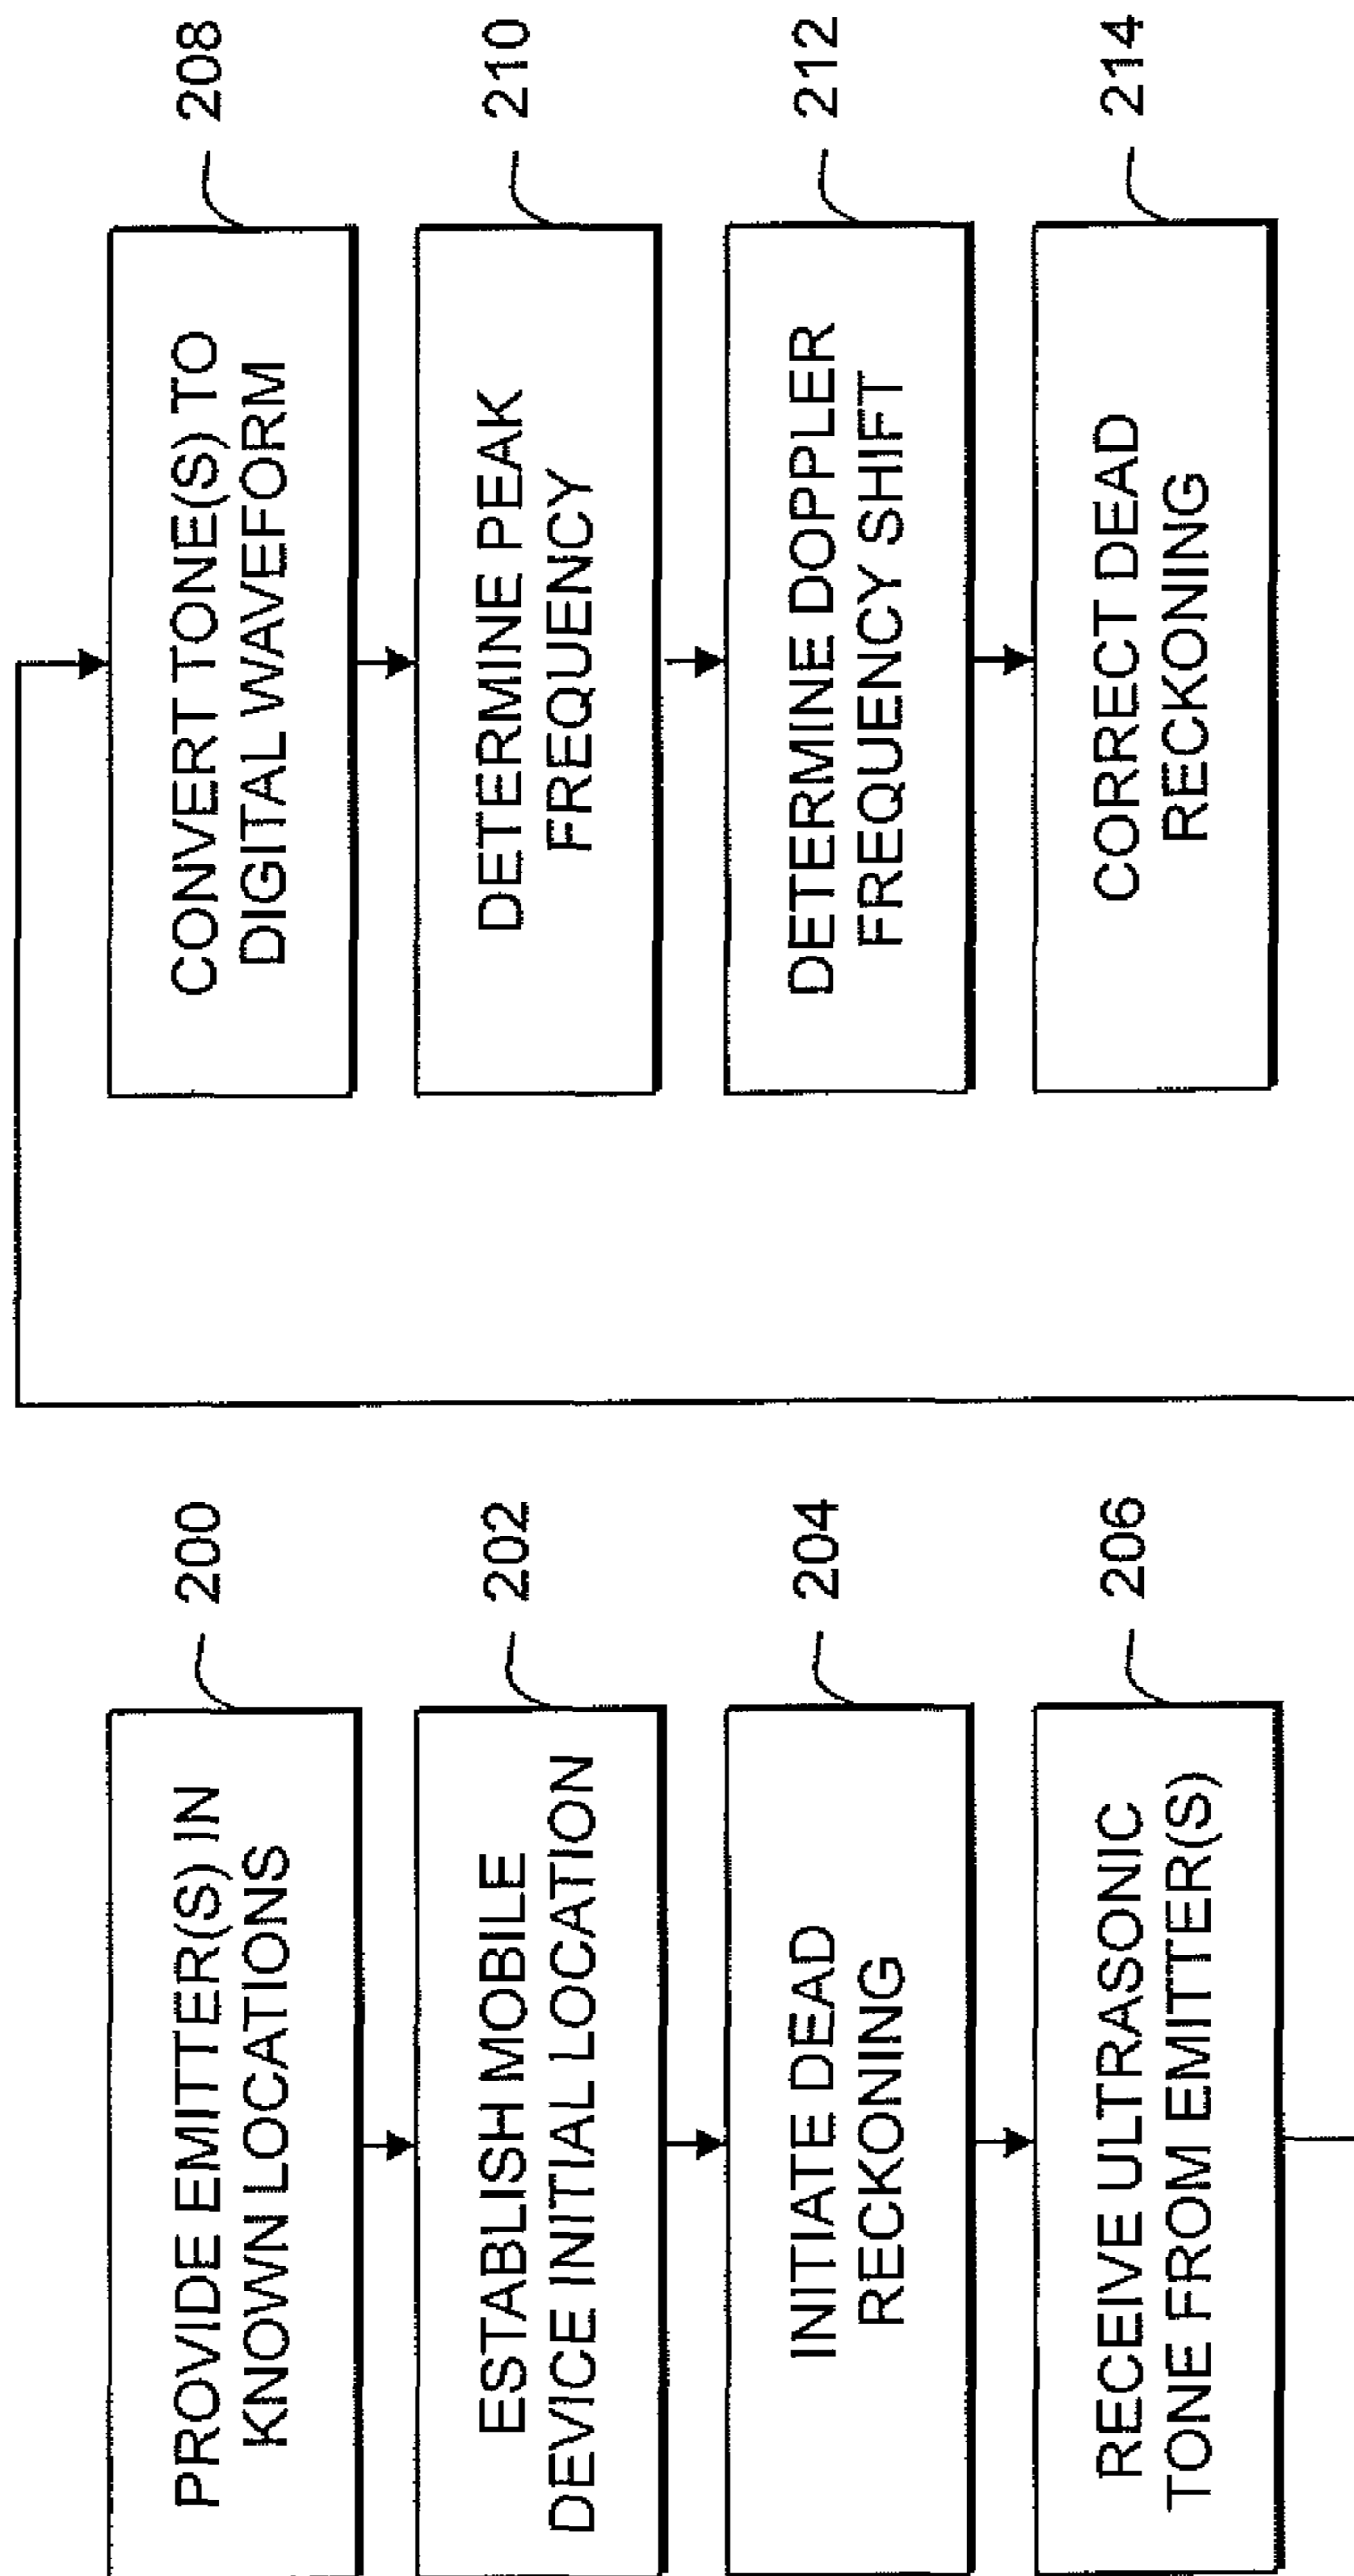 PROVIDE EMITTER(S) IN
KNOWN LOCATIONS
200
ESTABLISH MOBILE
DEVICE INITIAL LOCATION
202
INITIATE DEAD
RECKONING
204
RECEIVE ULTRASONIC
TONE FROM EMITTER(S)
206
CONVERT TONE(S) TO
DIGITAL WAVEFORM
208
DETERMINE PEAK
FREQUENCY
210
DETERMINE DOPPLER
FREQUENCY SHIFT
212
CORRECT DEAD
RECKONING
214